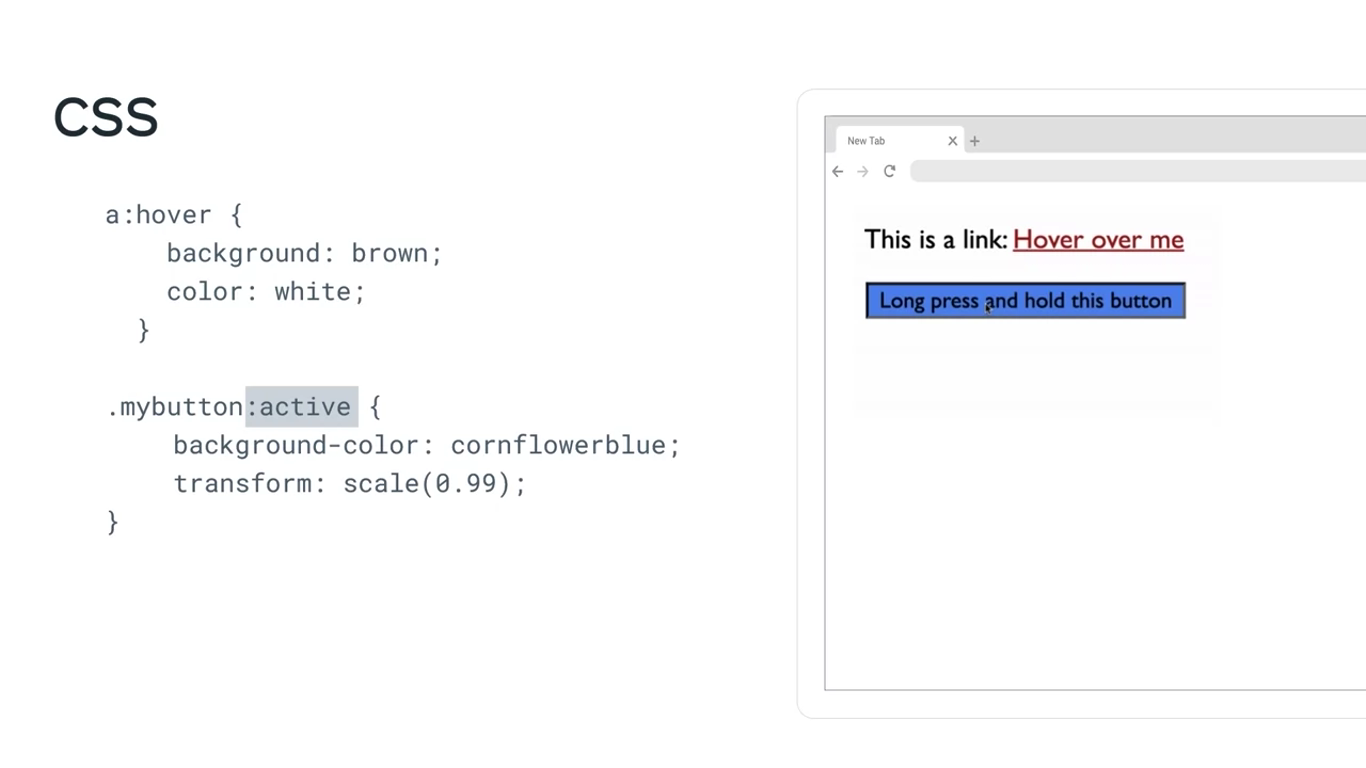 CSS
a:hover {
background: brown;
color: white;
}
.mybutton:active {
background-color: cornflowerblue;
transform: scale(0.99);
}
New Tab
This is a link: Hover over me
Long press and hold this button